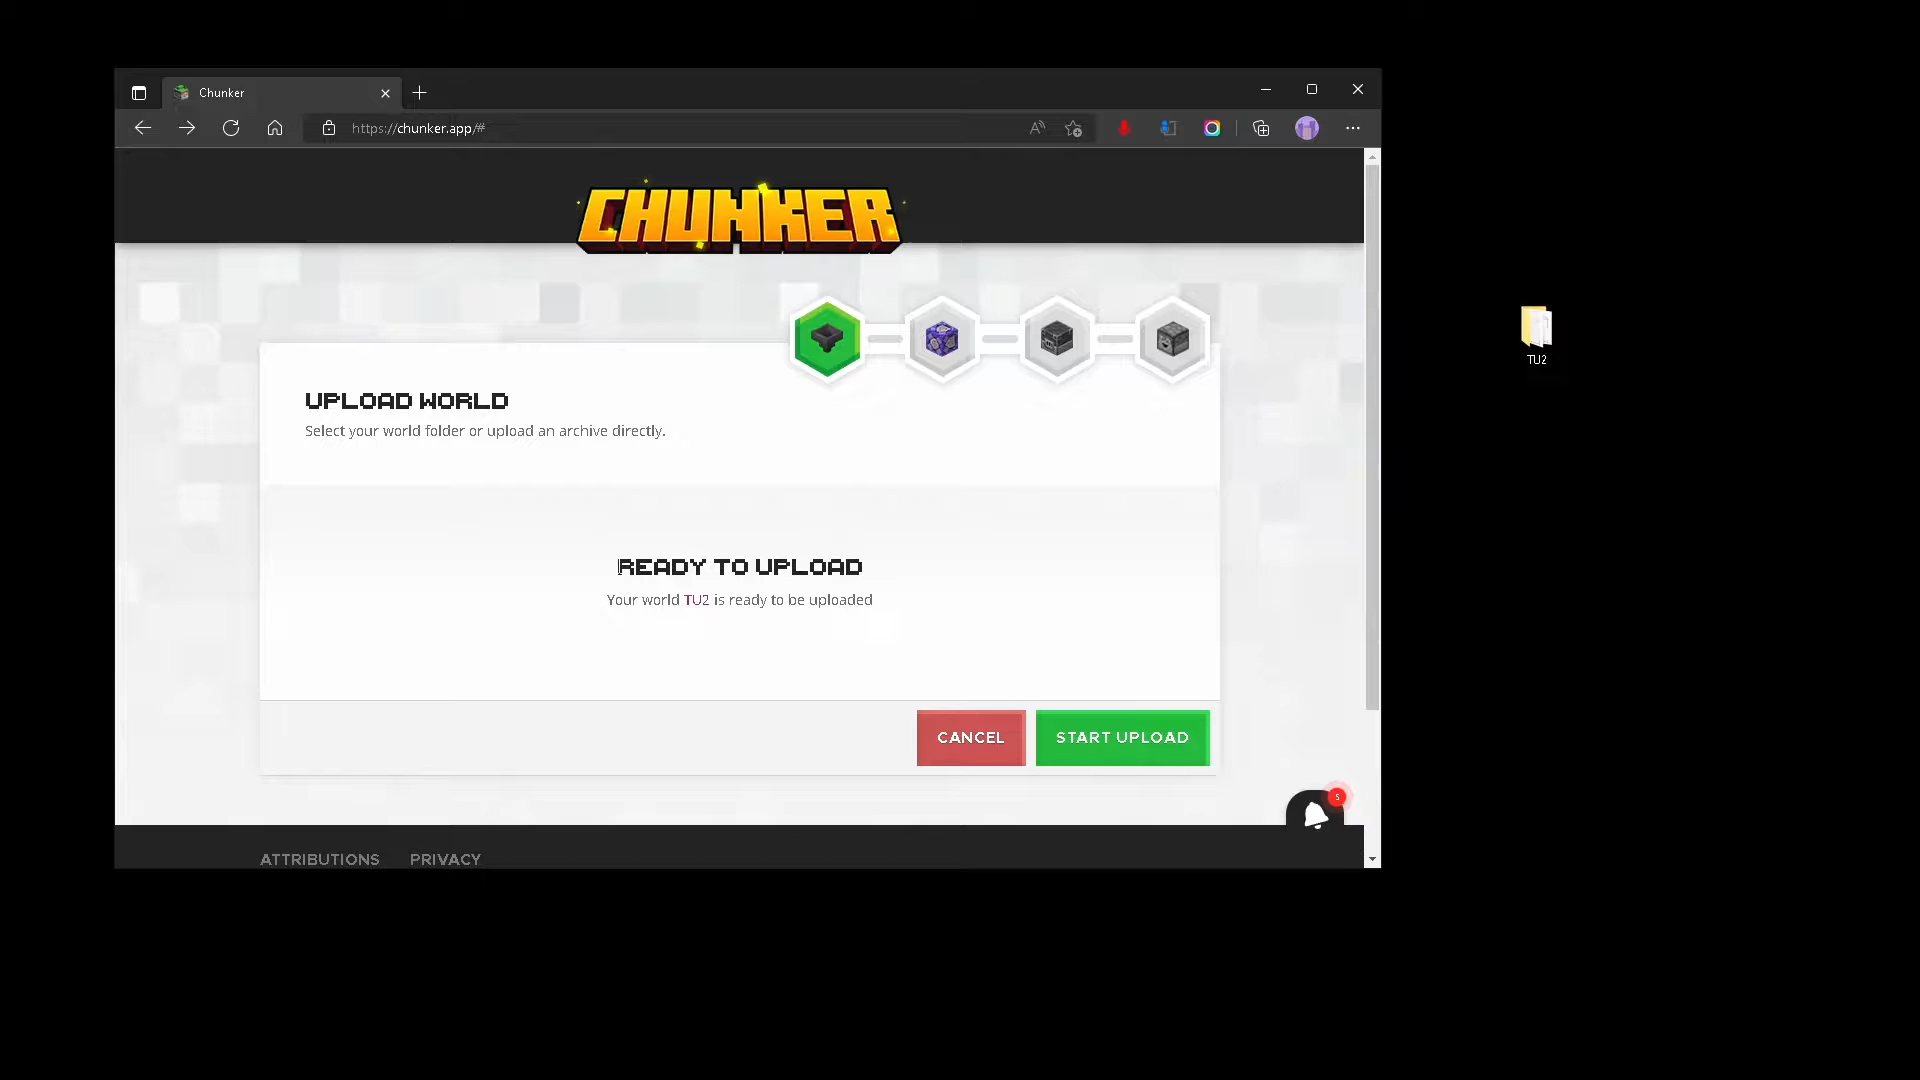 Chunker
https://chunker.app/#
CHUNKER
UPLOAD WORLD
Select your world folder or upload an archive directly.
READY TO UPLOAD
Your world TU2 is ready to be uploaded
CANCEL
START UPLOAD
5
ATTRIBUTIONS
PRIVACY
TU2